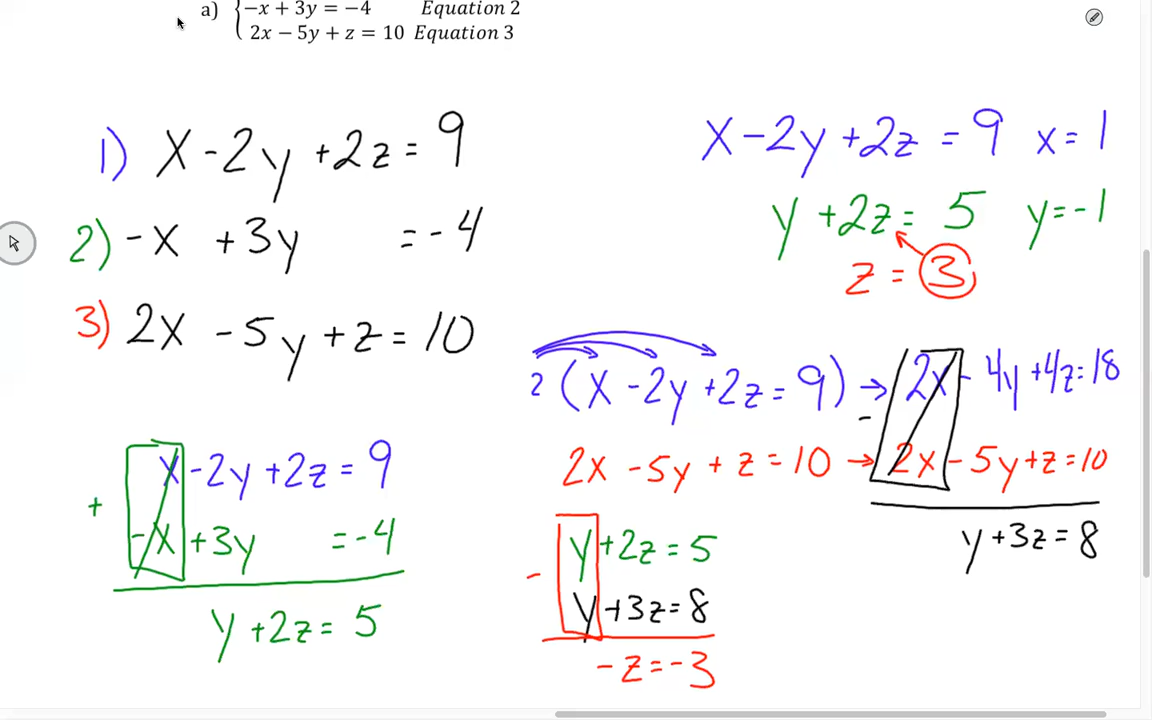 a) −x + 3y = −4 Equation 2
2x − 5y + z = 10 Equation 3
1) x - 2y + 2z = 9
2) -x + 3y = -4
3) 2x - 5y + z = 10
x - 2y + 2z = 9 x = 1
y + 2z = 5 y = -1
z = 3
2 (x - 2y + 2z = 9) → 2x - 4y + 4z = 18
-
2x - 5y + z = 10 → 2x - 5y + z = 10
y + 3z = 8
x - 2y + 2z = 9
+
-x + 3y = -4
y + 2z = 5
y + 2z = 5
-
y + 3z = 8
-z = -3